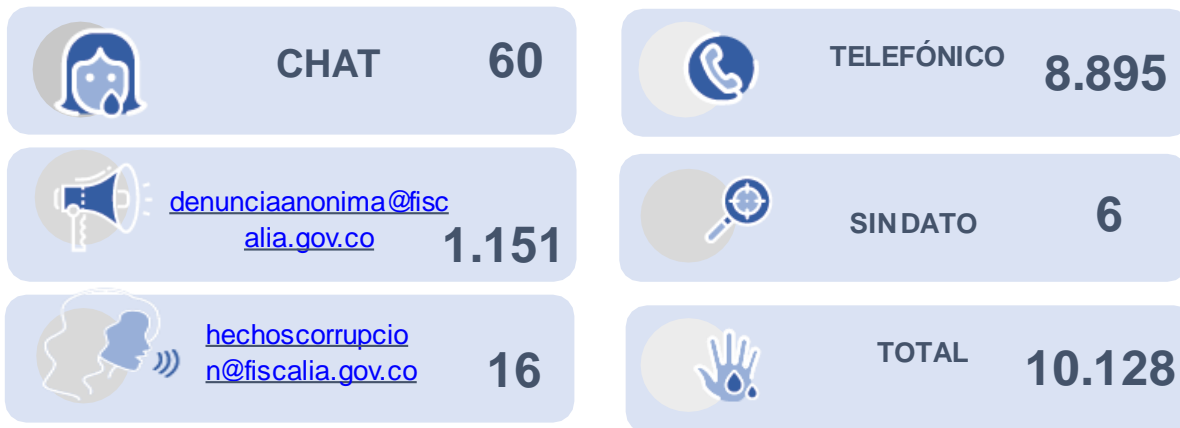 CHAT 60
denunciaanonima@fisc
alia.gov.co 1.151
hechoscorrupcio
n@fiscalia.gov.co 16
TELEFÓNICO 8.895
SIN DATO 6
TOTAL 10.128